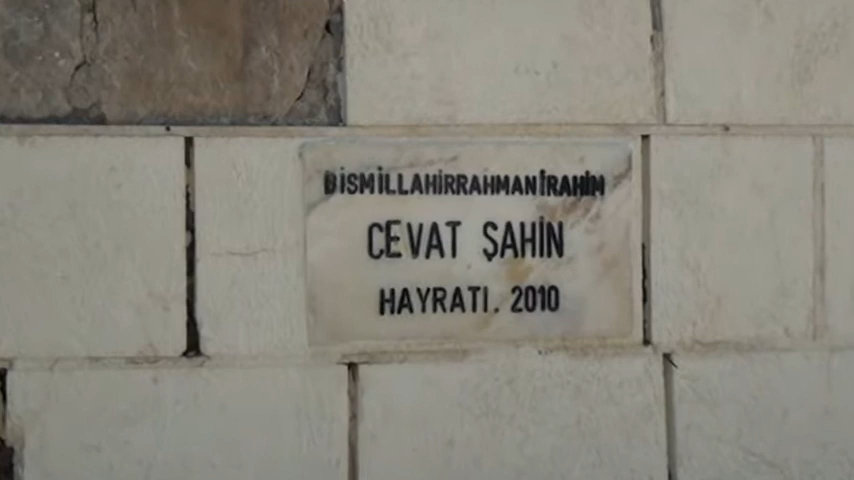 BİSMİLLAHİRRAHMANİRAHİM
CEVAT ŞAHİN
HAYRATI. 2010